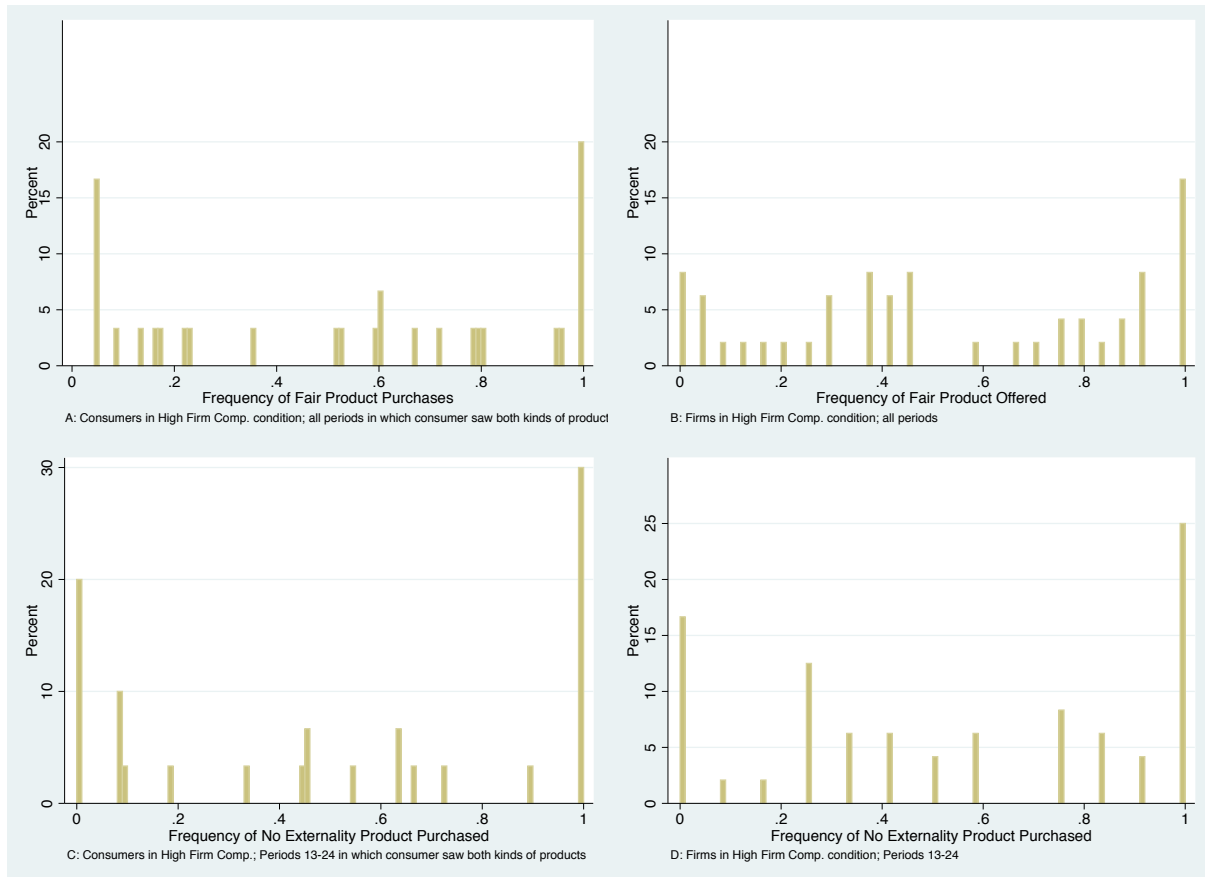 20
15
10
5
0
Percent
0 .2 .4 .6 .8 1
Frequency of Fair Product Purchases
A: Consumers in High Firm Comp. condition; all periods in which consumer saw both kinds of product
20
15
10
5
0
Percent
0 .2 .4 .6 .8 1
Frequency of Fair Product Offered
B: Firms in High Firm Comp. condition; all periods
30
20
10
0
Percent
0 .2 .4 .6 .8 1
Frequency of No Externality Product Purchased
C: Consumers in High Firm Comp.; Periods 13-24 in which consumer saw both kinds of products
25
20
15
10
5
0
Percent
0 .2 .4 .6 .8 1
Frequency of No Externality Product Purchased
D: Firms in High Firm Comp. condition; Periods 13-24